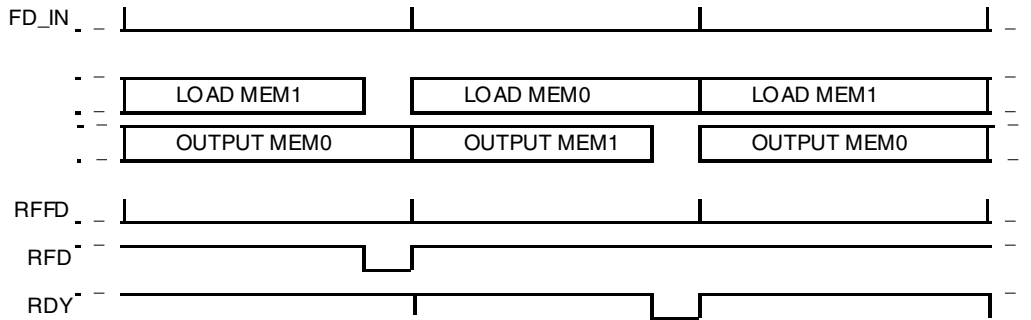 FD_IN
LOAD MEM1 LOAD MEM0 LOAD MEM1
OUTPUT MEM0 OUTPUT MEM1 OUTPUT MEM0
RFFD
RFD
RDY